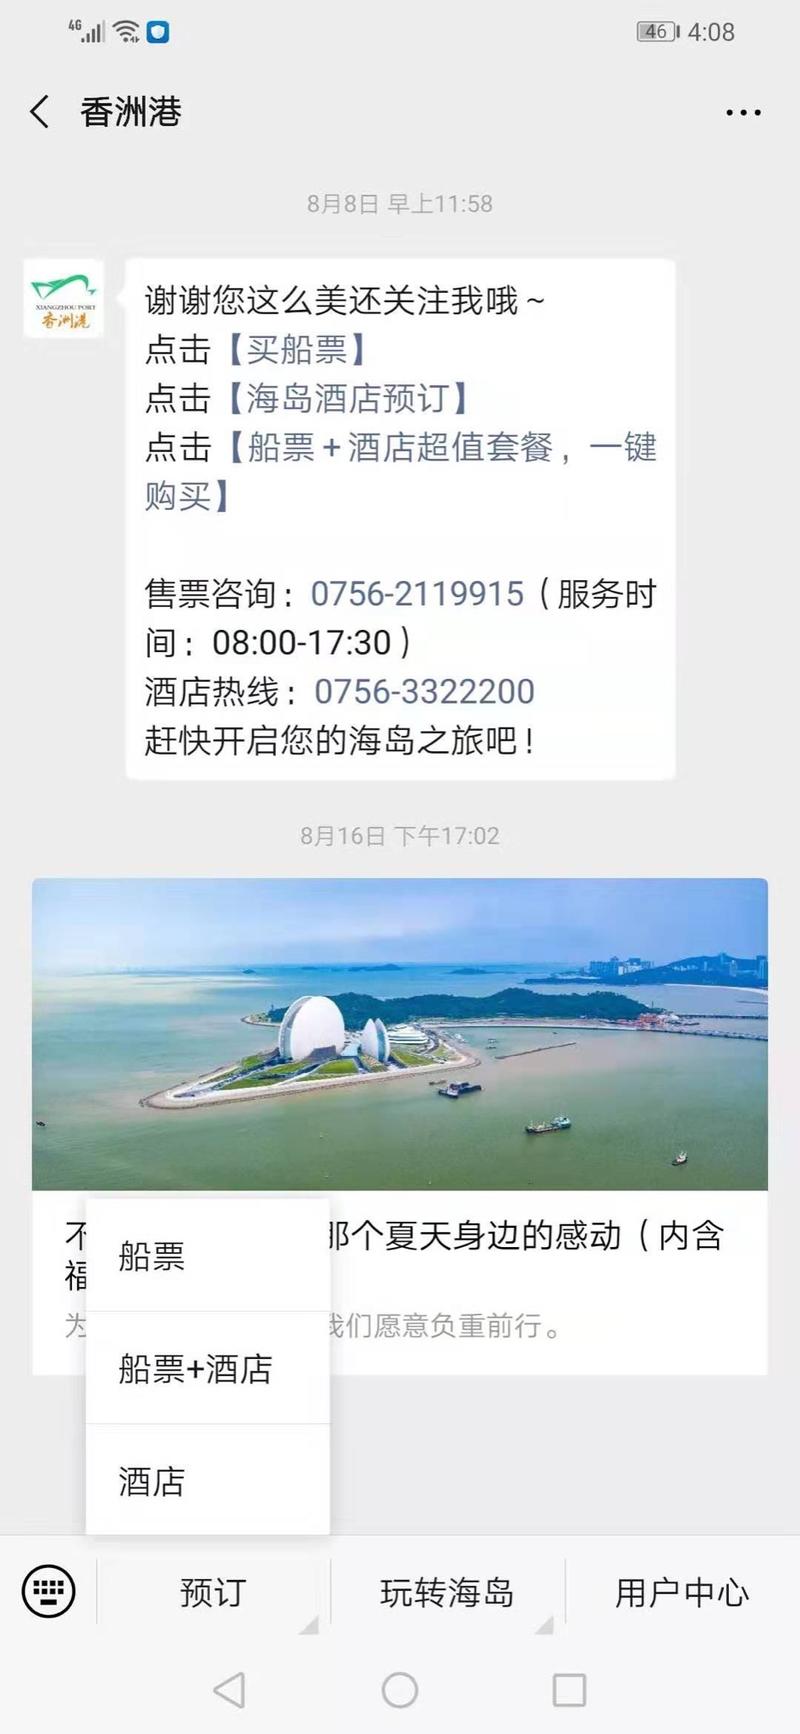 4G
46
4:08
香洲港
8月8日 早上11:58
XIANGZHOU PORT
香洲港
谢谢您这么美还关注我哦~
点击【买船票】
点击【海岛酒店预订】
点击【船票+酒店超值套餐，一键
购买】
售票咨询：0756-2119915（服务时
间：08:00-17:30）
酒店热线：0756-3322200
赶快开启您的海岛之旅吧！
8月16日 下午17:02
不
那个夏天身边的感动（内含
福
为
我们愿意负重前行。
船票
船票+酒店
酒店
预订
玩转海岛
用户中心